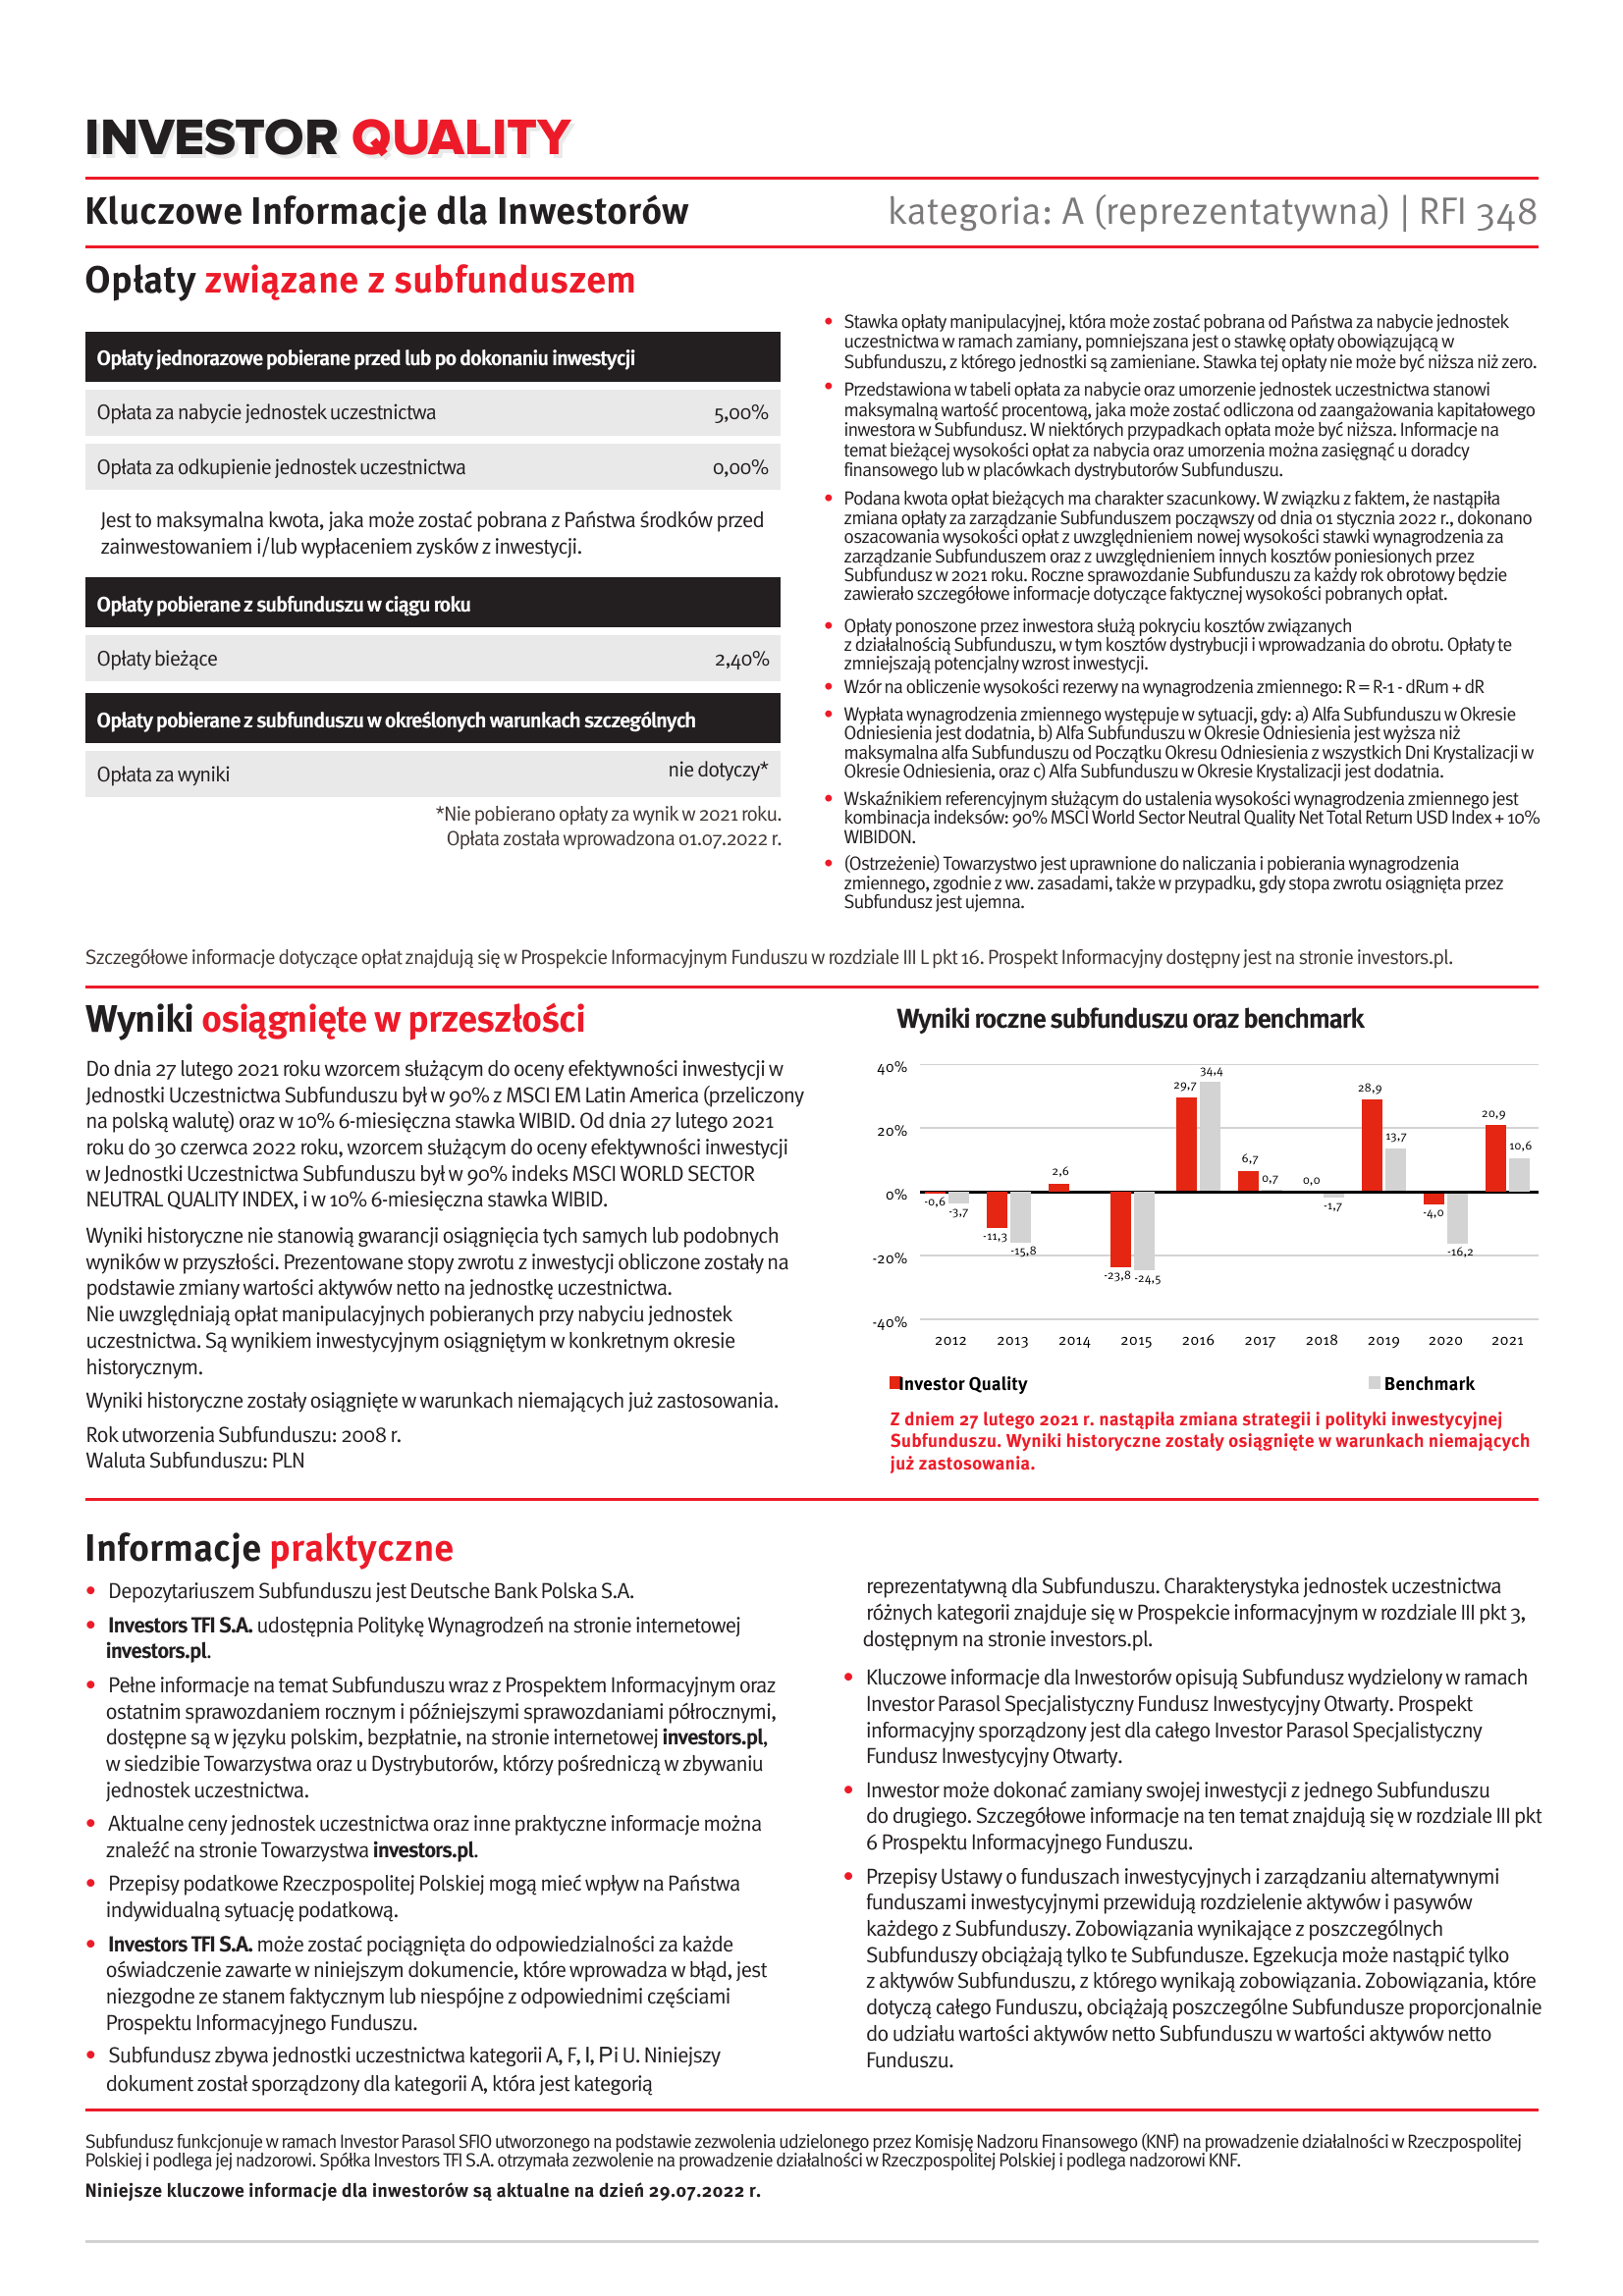 INVESTOR QUALITY
Kluczowe Informacje dla Inwestorów
kategoria: A (reprezentatywna) | RFI 348
Opłaty związane z subfunduszem
Opłaty jednorazowe pobierane przed lub po dokonaniu inwestycji
Opłata za nabycie jednostek uczestnictwa 5,00%
Opłata za odkupienie jednostek uczestnictwa 0,00%
Jest to maksymalna kwota, jaka może zostać pobrana z Państwa środków przed
zainwestowaniem i/lub wypłaceniem zysków z inwestycji.
Opłaty pobierane z subfunduszu w ciągu roku
Opłaty bieżące 2,40%
Opłaty pobierane z subfunduszu w określonych warunkach szczególnych
Opłata za wyniki nie dotyczy*
*Nie pobierano opłaty za wynik w 2021 roku.
Opłata została wprowadzona 01.07.2022 r.
• Stawka opłaty manipulacyjnej, która może zostać pobrana od Państwa za nabycie jednostek
uczestnictwa w ramach zamiany, pomniejszana jest o stawkę opłaty obowiązującą w
Subfunduszu, z którego jednostki są zamieniane. Stawka tej opłaty nie może być niższa niż zero.
• Przedstawiona w tabeli opłata za nabycie oraz umorzenie jednostek uczestnictwa stanowi
maksymalną wartość procentową, jaka może zostać odliczona od zaangażowania kapitałowego
inwestora w Subfundusz. W niektórych przypadkach opłata może być niższa. Informacje na
temat bieżącej wysokości opłat za nabycia oraz umorzenia można zasięgnąć u doradcy
finansowego lub w placówkach dystrybutorów Subfunduszu.
• Podana kwota opłat bieżących ma charakter szacunkowy. W związku z faktem, że nastąpiła
zmiana opłaty za zarządzanie Subfunduszem począwszy od dnia 01 stycznia 2022 r., dokonano
oszacowania wysokości opłat z uwzględnieniem nowej wysokości stawki wynagrodzenia za
zarządzanie Subfunduszem oraz z uwzględnieniem innych kosztów poniesionych przez
Subfundusz w 2021 roku. Roczne sprawozdanie Subfunduszu za każdy rok obrotowy będzie
zawierało szczegółowe informacje dotyczące faktycznej wysokości pobranych opłat.
• Opłaty ponoszone przez inwestora służą pokryciu kosztów związanych
z działalnością Subfunduszu, w tym kosztów dystrybucji i wprowadzania do obrotu. Opłaty te
zmniejszają potencjalny wzrost inwestycji.
• Wzór na obliczenie wysokości rezerwy na wynagrodzenia zmiennego: R = R-1 - dRum + dR
• Wypłata wynagrodzenia zmiennego występuje w sytuacji, gdy: a) Alfa Subfunduszu w Okresie
Odniesienia jest dodatnia, b) Alfa Subfunduszu w Okresie Odniesienia jest wyższa niż
maksymalna alfa Subfunduszu od Początku Okresu Odniesienia z wszystkich Dni Krystalizacji w
Okresie Odniesienia, oraz c) Alfa Subfunduszu w Okresie Krystalizacji jest dodatnia.
• Wskaźnikiem referencyjnym służącym do ustalenia wysokości wynagrodzenia zmiennego jest
kombinacja indeksów: 90% MSCI World Sector Neutral Quality Net Total Return USD Index + 10%
WIBIDON.
• (Ostrzeżenie) Towarzystwo jest uprawnione do naliczania i pobierania wynagrodzenia
zmiennego, zgodnie z ww. zasadami, także w przypadku, gdy stopa zwrotu osiągnięta przez
Subfundusz jest ujemna.
Szczegółowe informacje dotyczące opłat znajdują się w Prospekcie Informacyjnym Funduszu w rozdziale III L pkt 16. Prospekt Informacyjny dostępny jest na stronie investors.pl.
Wyniki osiągnięte w przeszłości
Do dnia 27 lutego 2021 roku wzorcem służącym do oceny efektywności inwestycji w
Jednostki Uczestnictwa Subfunduszu był w 90% z MSCI EM Latin America (przeliczony
na polską walutę) oraz w 10% 6-miesięczna stawka WIBID. Od dnia 27 lutego 2021
roku do 30 czerwca 2022 roku, wzorcem służącym do oceny efektywności inwestycji
w Jednostki Uczestnictwa Subfunduszu był w 90% indeks MSCI WORLD SECTOR
NEUTRAL QUALITY INDEX, i w 10% 6-miesięczna stawka WIBID.
Wyniki historyczne nie stanowią gwarancji osiągnięcia tych samych lub podobnych
wyników w przyszłości. Prezentowane stopy zwrotu z inwestycji obliczone zostały na
podstawie zmiany wartości aktywów netto na jednostkę uczestnictwa.
Nie uwzględniają opłat manipulacyjnych pobieranych przy nabyciu jednostek
uczestnictwa. Są wynikiem inwestycyjnym osiągniętym w konkretnym okresie
historycznym.
Wyniki historyczne zostały osiągnięte w warunkach niemających już zastosowania.
Rok utworzenia Subfunduszu: 2008 r.
Waluta Subfunduszu: PLN
Wyniki roczne subfunduszu oraz benchmark
40%
20%
0%
-20%
-40%
-0,6 -3,7 -11,3 -15,8 2,6 -23,8 -24,5 29,7 34,4 6,7 0,7 0,0 -1,7 28,9 13,7 -4,0 -16,2 20,9 10,6
2012 2013 2014 2015 2016 2017 2018 2019 2020 2021
Investor Quality Benchmark
Z dniem 27 lutego 2021 r. nastąpiła zmiana strategii i polityki inwestycyjnej
Subfunduszu. Wyniki historyczne zostały osiągnięte w warunkach niemających
już zastosowania.
Informacje praktyczne
• Depozytariuszem Subfunduszu jest Deutsche Bank Polska S.A.
• Investors TFI S.A. udostępnia Politykę Wynagrodzeń na stronie internetowej
investors.pl.
• Pełne informacje na temat Subfunduszu wraz z Prospektem Informacyjnym oraz
ostatnim sprawozdaniem rocznym i późniejszymi sprawozdaniami półrocznymi,
dostępne są w języku polskim, bezpłatnie, na stronie internetowej investors.pl,
w siedzibie Towarzystwa oraz u Dystrybutorów, którzy pośredniczą w zbywaniu
jednostek uczestnictwa.
• Aktualne ceny jednostek uczestnictwa oraz inne praktyczne informacje można
znaleźć na stronie Towarzystwa investors.pl.
• Przepisy podatkowe Rzeczpospolitej Polskiej mogą mieć wpływ na Państwa
indywidualną sytuację podatkową.
• Investors TFI S.A. może zostać pociągnięta do odpowiedzialności za każde
oświadczenie zawarte w niniejszym dokumencie, które wprowadza w błąd, jest
niezgodne ze stanem faktycznym lub niespójne z odpowiednimi częściami
Prospektu Informacyjnego Funduszu.
• Subfundusz zbywa jednostki uczestnictwa kategorii A, F, I, P i U. Niniejszy
dokument został sporządzony dla kategorii A, która jest kategorią
reprezentatywną dla Subfunduszu. Charakterystyka jednostek uczestnictwa
różnych kategorii znajduje się w Prospekcie informacyjnym w rozdziale III pkt 3,
dostępnym na stronie investors.pl.
• Kluczowe informacje dla Inwestorów opisują Subfundusz wydzielony w ramach
Investor Parasol Specjalistyczny Fundusz Inwestycyjny Otwarty. Prospekt
informacyjny sporządzony jest dla całego Investor Parasol Specjalistyczny
Fundusz Inwestycyjny Otwarty.
• Inwestor może dokonać zamiany swojej inwestycji z jednego Subfunduszu
do drugiego. Szczegółowe informacje na ten temat znajdują się w rozdziale III pkt
6 Prospektu Informacyjnego Funduszu.
• Przepisy Ustawy o funduszach inwestycyjnych i zarządzaniu alternatywnymi
funduszami inwestycyjnymi przewidują rozdzielenie aktywów i pasywów
każdego z Subfunduszy. Zobowiązania wynikające z poszczególnych
Subfunduszy obciążają tylko te Subfundusze. Egzekucja może nastąpić tylko
z aktywów Subfunduszu, z którego wynikają zobowiązania. Zobowiązania, które
dotyczą całego Funduszu, obciążają poszczególne Subfundusze proporcjonalnie
do udziału wartości aktywów netto Subfunduszu w wartości aktywów netto
Funduszu.
Subfundusz funkcjonuje w ramach Investor Parasol SFIO utworzonego na podstawie zezwolenia udzielonego przez Komisję Nadzoru Finansowego (KNF) na prowadzenie działalności w Rzeczpospolitej
Polskiej i podlega jej nadzorowi. Spółka Investors TFI S.A. otrzymała zezwolenie na prowadzenie działalności w Rzeczpospolitej Polskiej i podlega nadzorowi KNF.
Niniejsze kluczowe informacje dla inwestorów są aktualne na dzień 29.07.2022 r.